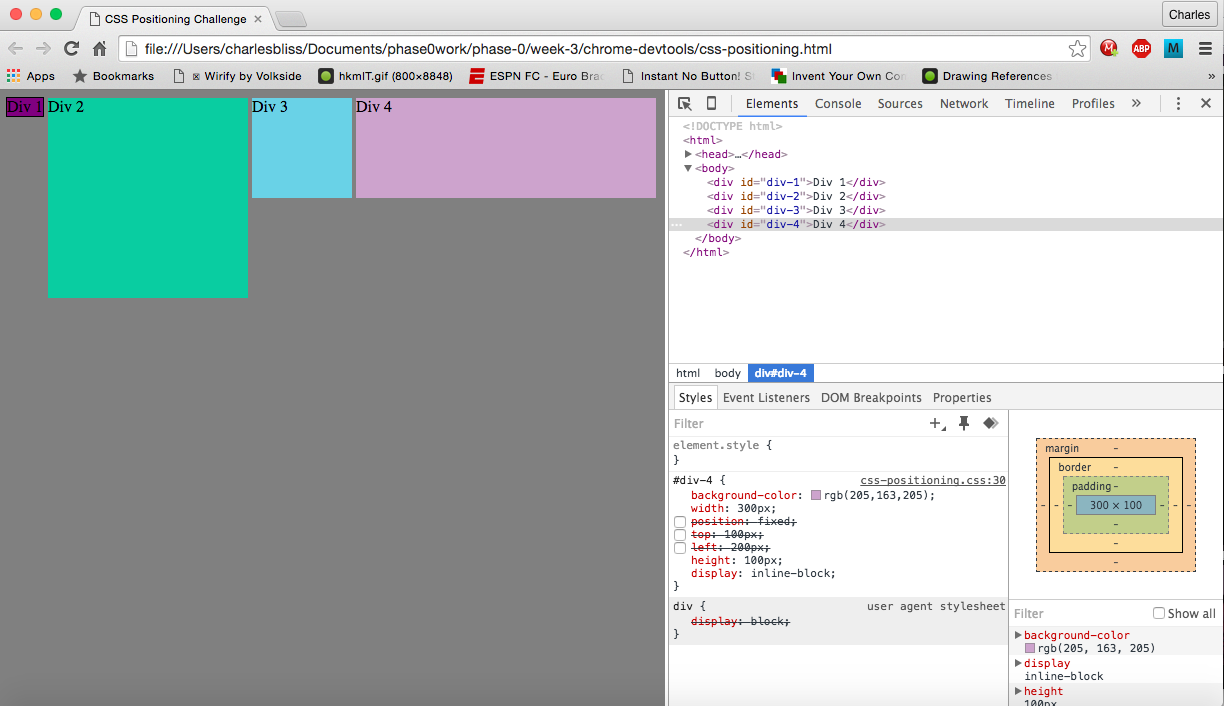 CSS Positioning Challenge
Charles
file:///Users/charlesbliss/Documents/phase0work/phase-0/week-3/chrome-devtools/css-positioning.html
ABP
M
Apps Bookmarks Wirify by Volkside hkmIT.gif (800×8848) ESPN FC - Euro Brac Instant No Button! S Invent Your Own Con Drawing References »
Div 1 Div 2 Div 3 Div 4
Elements Console Sources Network Timeline Profiles »
<!DOCTYPE html>
<html>
<head>…</head>
<body>
<div id="div-1">Div 1</div>
<div id="div-2">Div 2</div>
<div id="div-3">Div 3</div>
… <div id="div-4">Div 4</div>
</body>
</html>
html body div#div-4
Styles Event Listeners DOM Breakpoints Properties
Filter
element.style {
}
#div-4 { css-positioning.css:30
background-color: rgb(205,163,205);
width: 300px;
position: fixed;
top: 100px;
left: 200px;
height: 100px;
display: inline-block;
}
div { user agent stylesheet
display: block;
}
margin -
border -
padding -
- - - 300 × 100 - - -
-
-
-
Filter Show all
background-color
rgb(205, 163, 205)
display
inline-block
height
100px